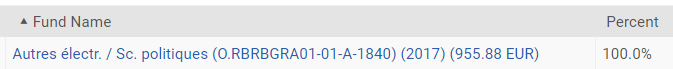 Fund Name Percent
Autres électr. / Sc. politiques (O.RBRBGRA01-01-A-1840) (2017) (955.88 EUR) 100.0%